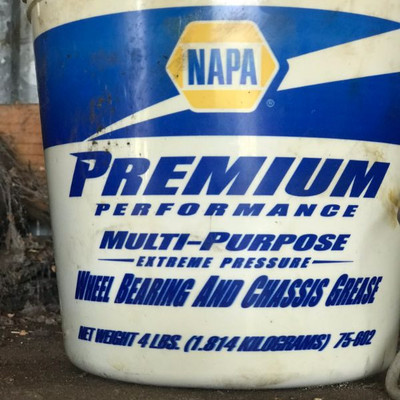 NAPA
®
PREMIUM
PERFORMANCE
MULTI-PURPOSE
EXTREME PRESSURE
WHEEL BEARING AND CHASSIS GREASE
NET WEIGHT 4 LBS. (1.814 KILOGRAMS) 75-602